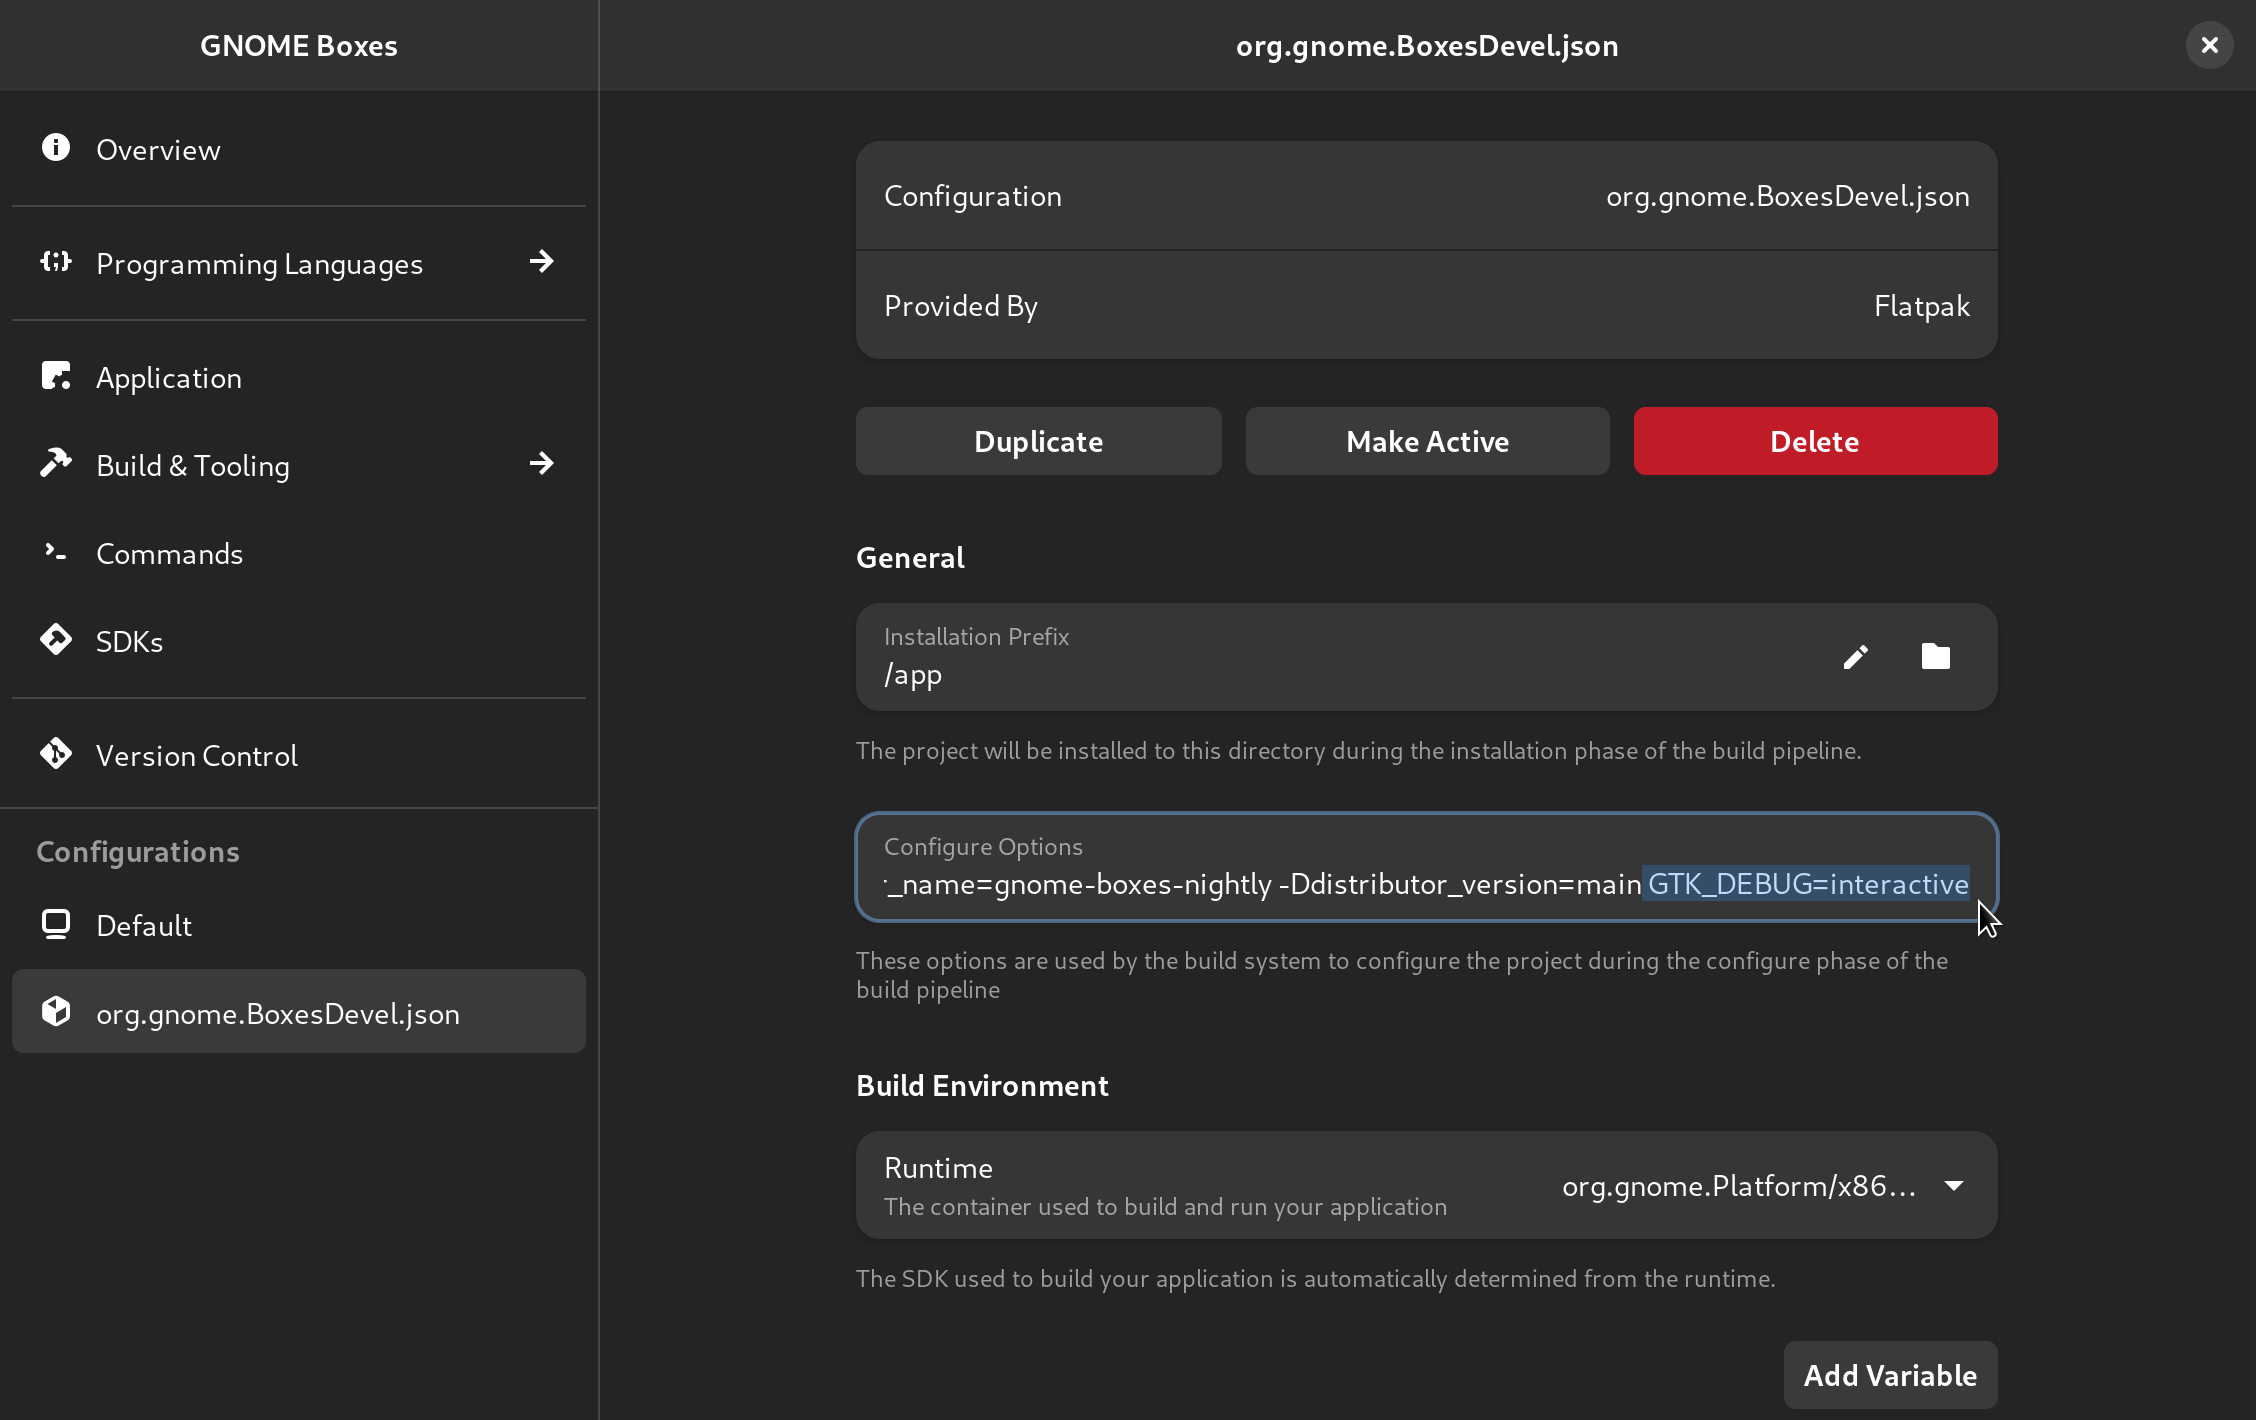 GNOME Boxes
Overview
Programming Languages
Application
Build & Tooling
Commands
SDKs
Version Control
Configurations
Default
org.gnome.BoxesDevel.json
org.gnome.BoxesDevel.json
Configuration org.gnome.BoxesDevel.json
Provided By Flatpak
Duplicate Make Active Delete
General
Installation Prefix
/app
The project will be installed to this directory during the installation phase of the build pipeline.
Configure Options
_name=gnome-boxes-nightly -Ddistributor_version=main GTK_DEBUG=interactive
These options are used by the build system to configure the project during the configure phase of the
build pipeline
Build Environment
Runtime org.gnome.Platform/x86...
The container used to build and run your application
The SDK used to build your application is automatically determined from the runtime.
Add Variable